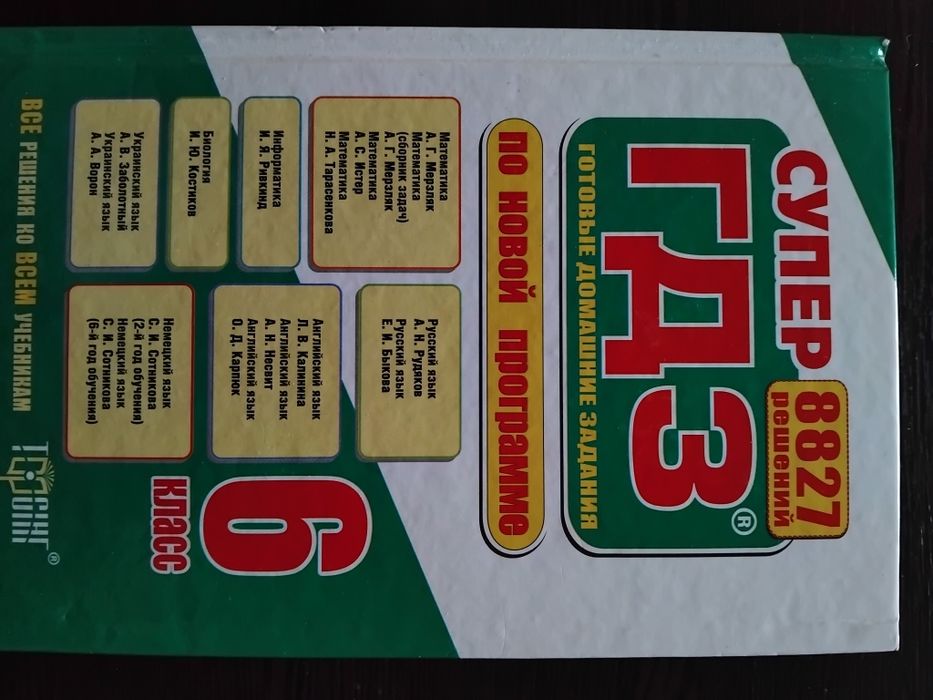 СУПЕР
8827
решений
ГДЗ®
ГОТОВЫЕ ДОМАШНИЕ ЗАДАНИЯ
по новой программе
Математика
А. Г. Мерзляк
Математика
(сборник задач)
А. Г. Мерзляк
Математика
А. С. Истер
Математика
Н. А. Тарасенкова
Информатика
И. Я. Ривкинд
Биология
И. Ю. Костиков
Украинский язык
А. В. Заболотный
Украинский язык
А. А. Ворон
Русский язык
А. Н. Рудяков
Русский язык
Е. И. Быкова
Английский язык
Л. В. Калинина
Английский язык
А. Н. Несвит
Английский язык
О. Д. Карпюк
Немецкий язык
С. И. Сотникова
(2-й год обучения)
Немецкий язык
С. И. Сотникова
(6-й год обучения)
6
класс
ВСЕ РЕШЕНИЯ КО ВСЕМ УЧЕБНИКАМ
ТОРСИНГ®